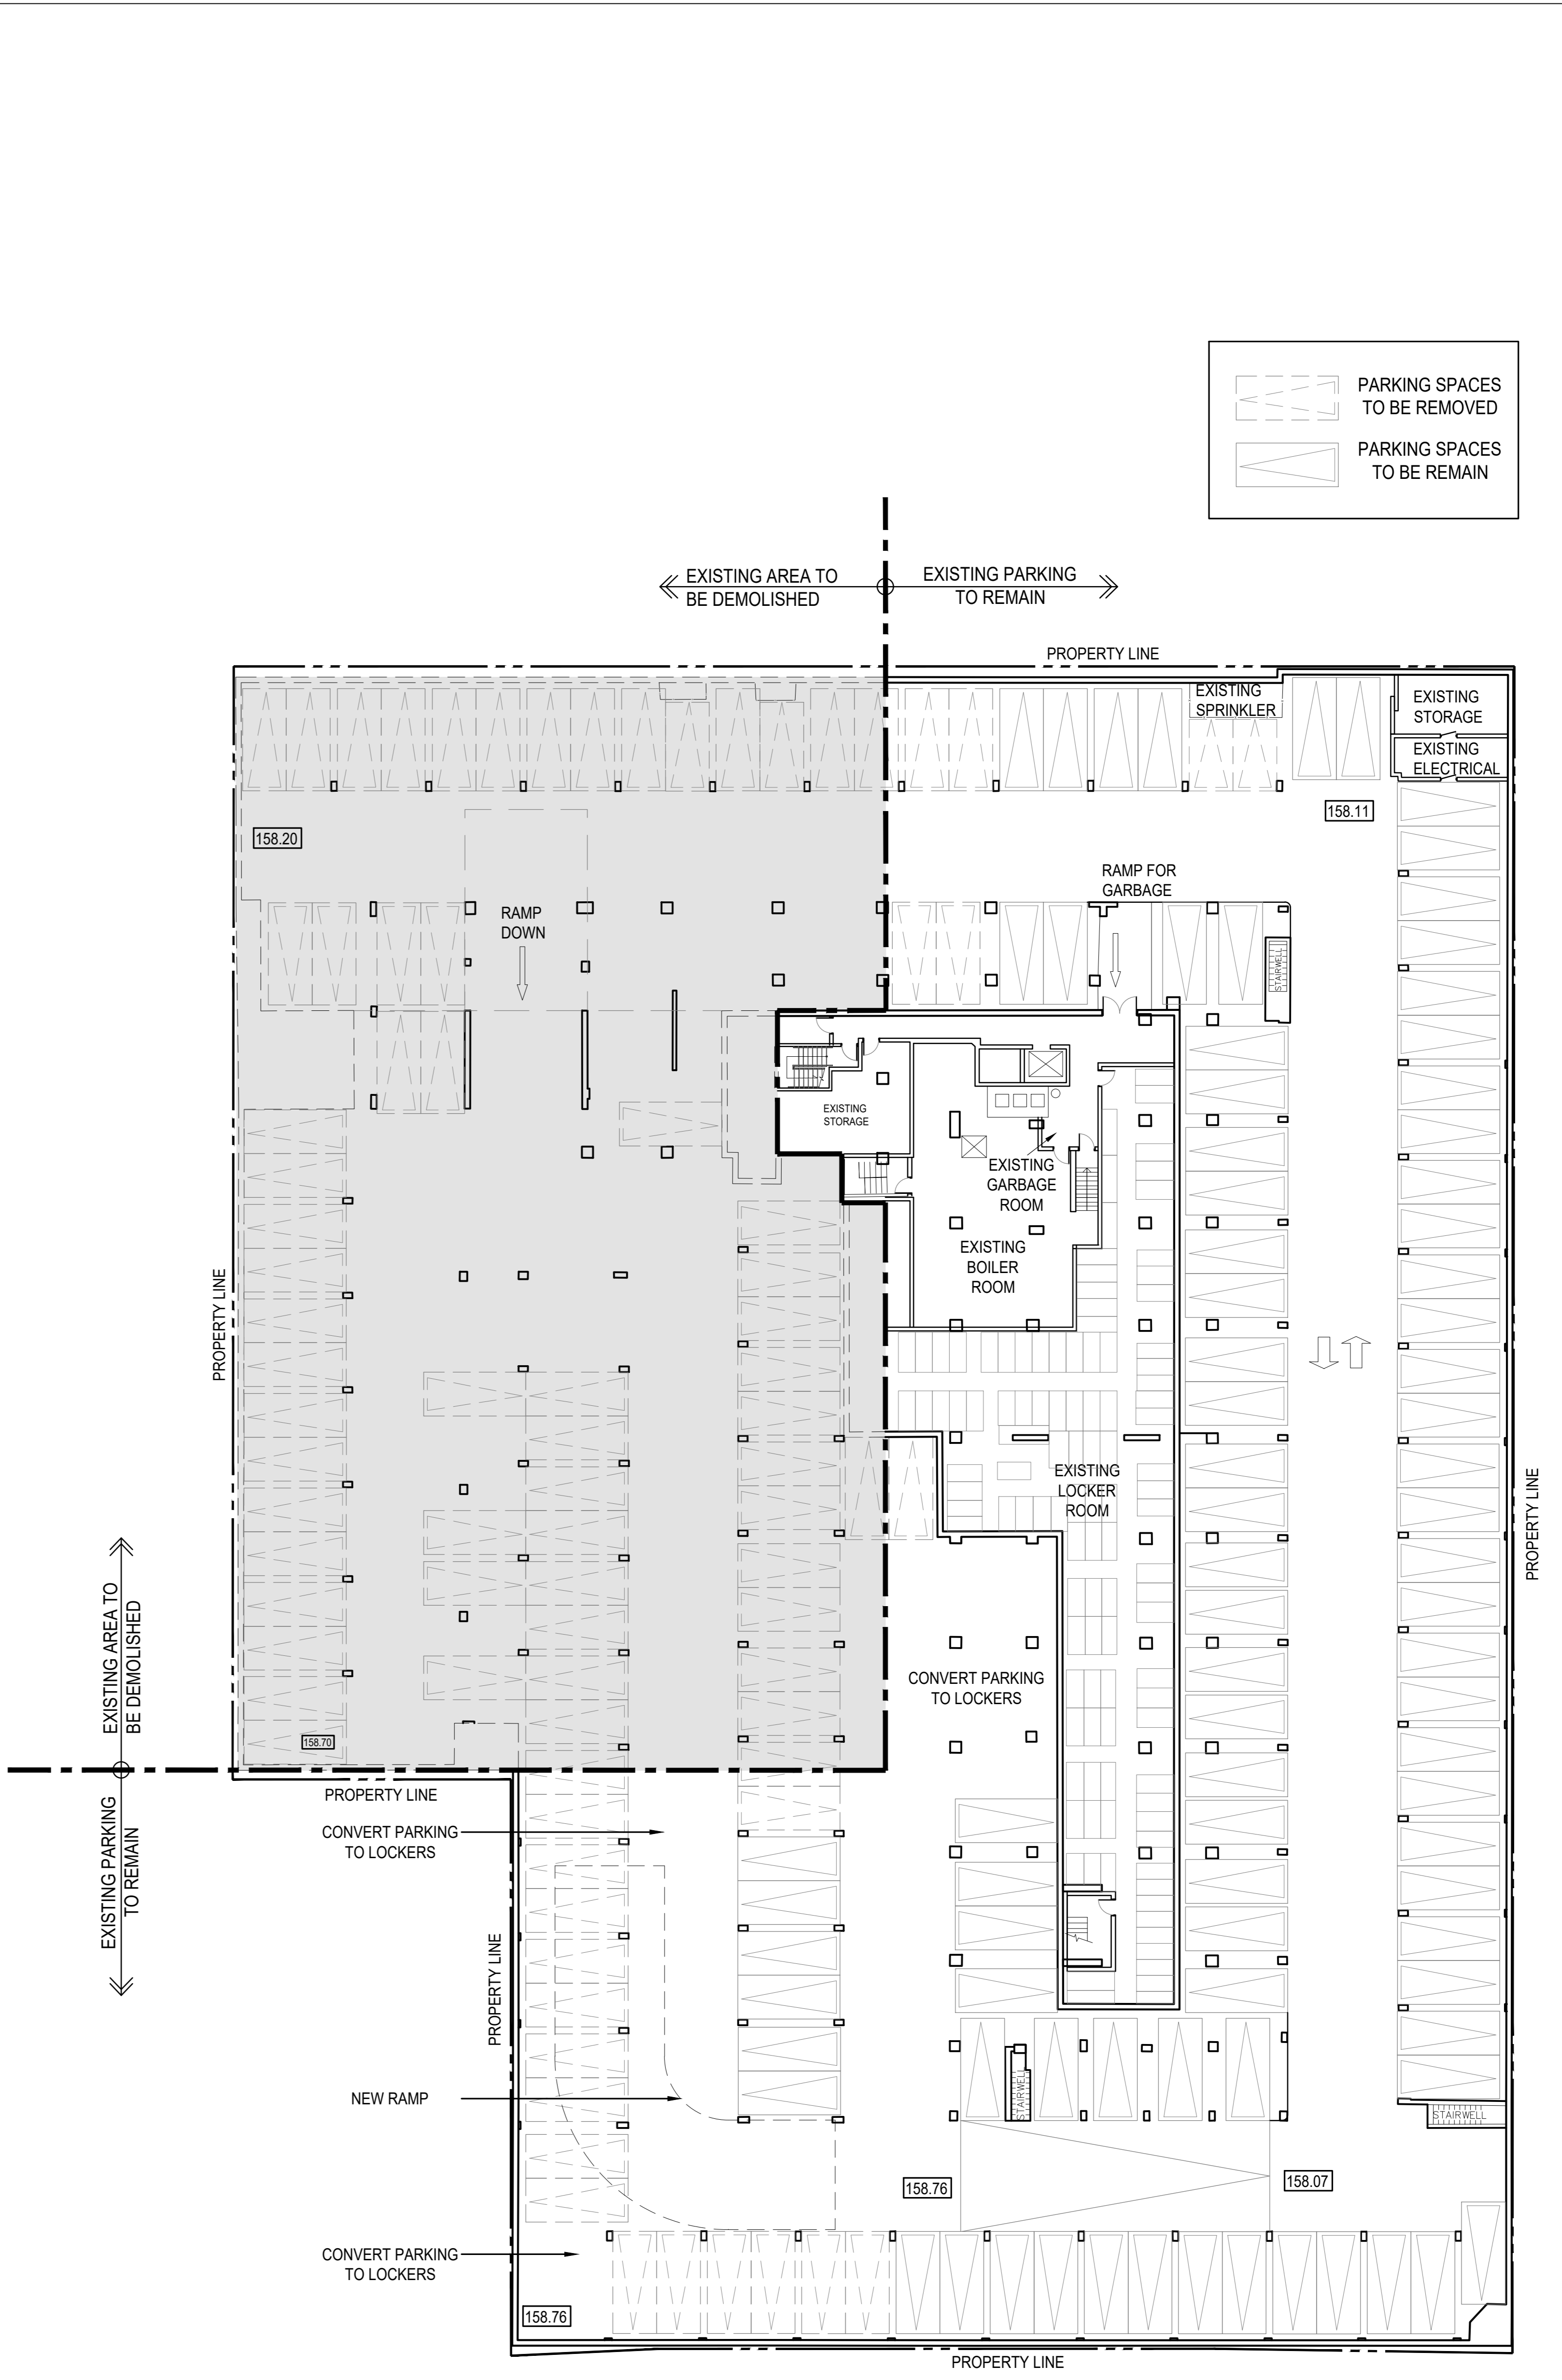 PARKING SPACES
TO BE REMOVED
PARKING SPACES
TO BE REMAIN
EXISTING AREA TO
BE DEMOLISHED
EXISTING PARKING
TO REMAIN
PROPERTY LINE
EXISTING
SPRINKLER
EXISTING
STORAGE
EXISTING
ELECTRICAL
158.20
158.11
RAMP FOR
GARBAGE
RAMP
DOWN
STAIRWELL
EXISTING
STORAGE
EXISTING
GARBAGE
ROOM
EXISTING
BOILER
ROOM
PROPERTY LINE
EXISTING
LOCKER
ROOM
PROPERTY LINE
EXISTING AREA TO
BE DEMOLISHED
CONVERT PARKING
TO LOCKERS
158.70
PROPERTY LINE
EXISTING PARKING
TO REMAIN
CONVERT PARKING
TO LOCKERS
PROPERTY LINE
NEW RAMP
STAIRWELL
STAIRWELL
158.76
158.07
CONVERT PARKING
TO LOCKERS
158.76
PROPERTY LINE